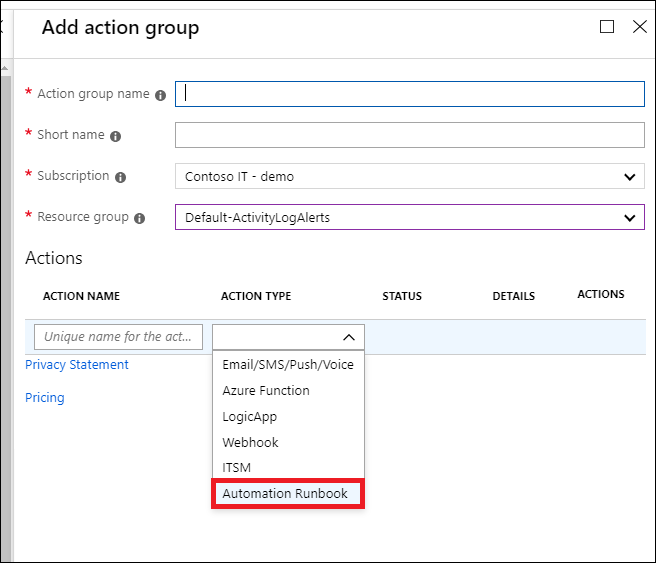 Add action group
* Action group name
* Short name
* Subscription
Contoso IT - demo
* Resource group
Default-ActivityLogAlerts
Actions
ACTION NAME ACTION TYPE STATUS DETAILS ACTIONS
Unique name for the act...
Privacy Statement
Pricing
Email/SMS/Push/Voice
Azure Function
LogicApp
Webhook
ITSM
Automation Runbook